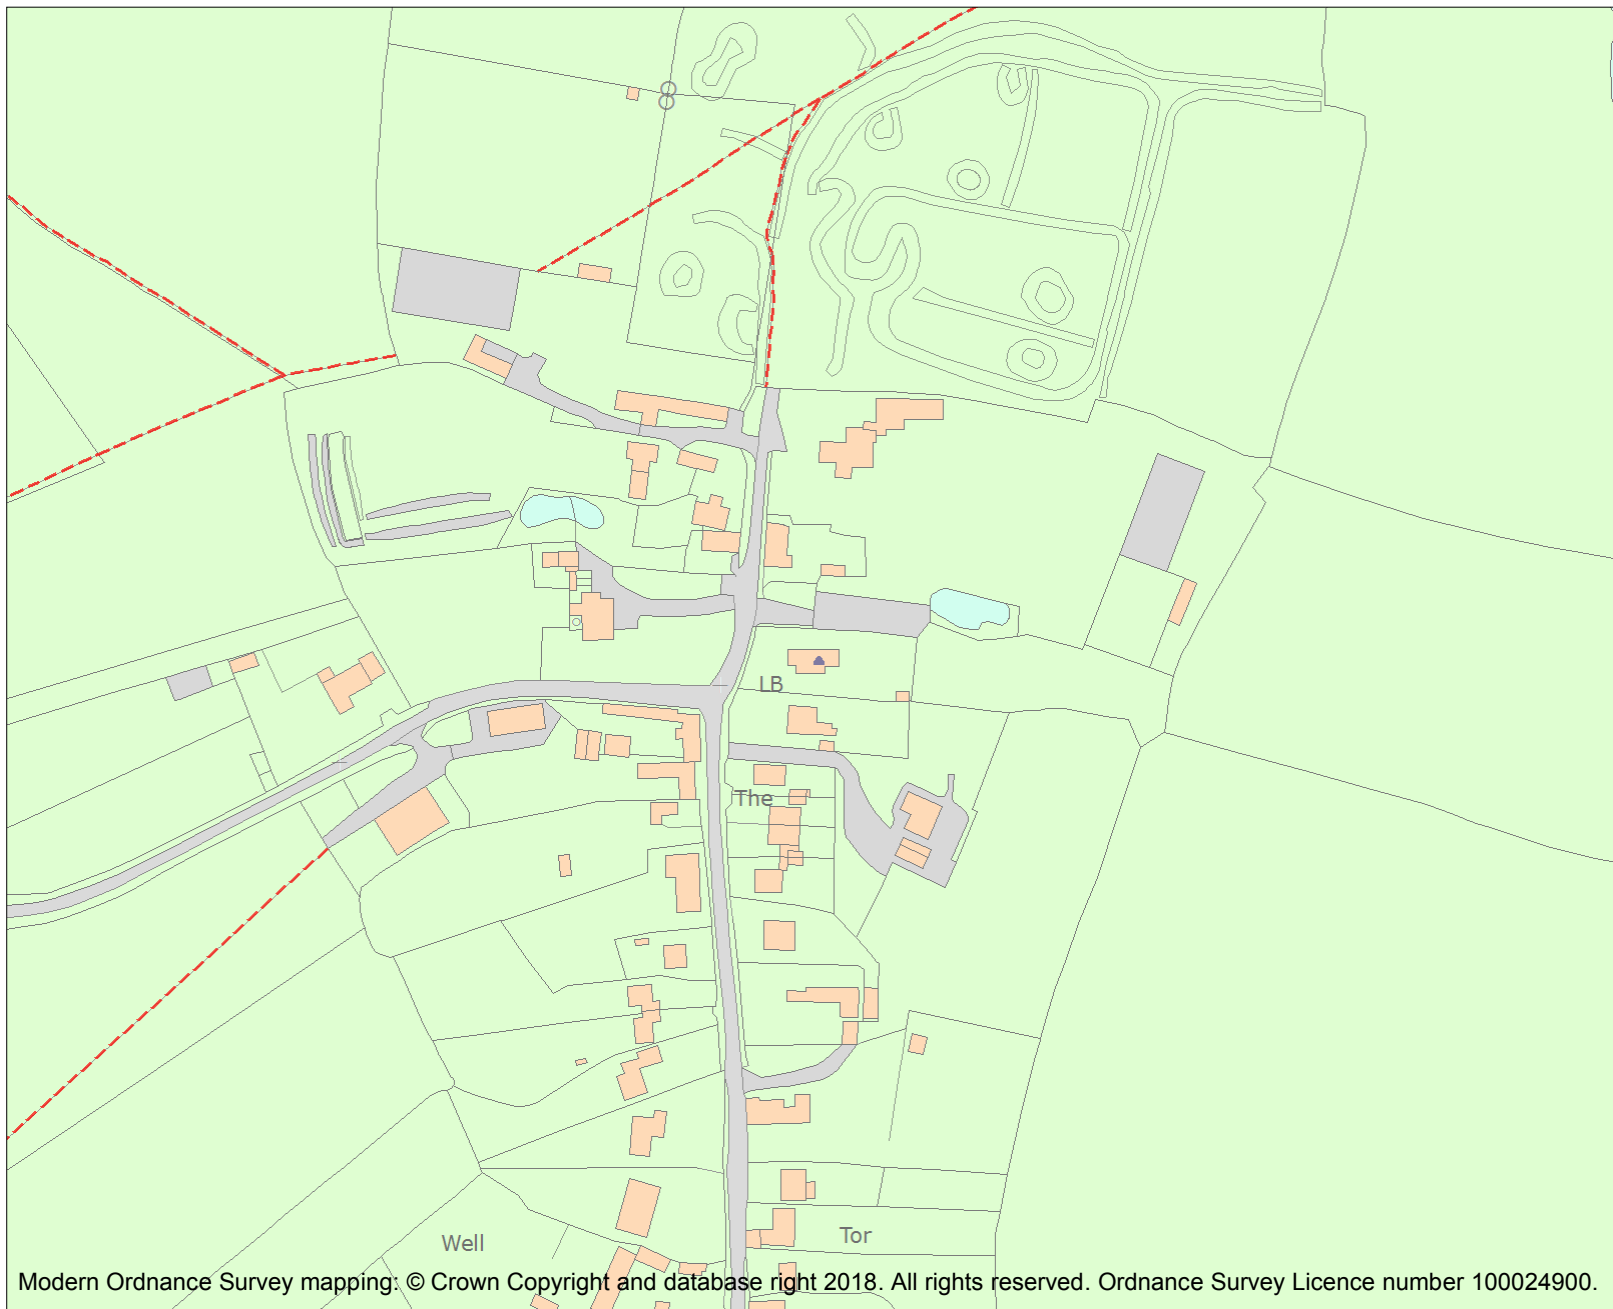 LB
The
Well
Tor
Modern Ordnance Survey mapping: © Crown Copyright and database right 2018. All rights reserved. Ordnance Survey Licence number 100024900.